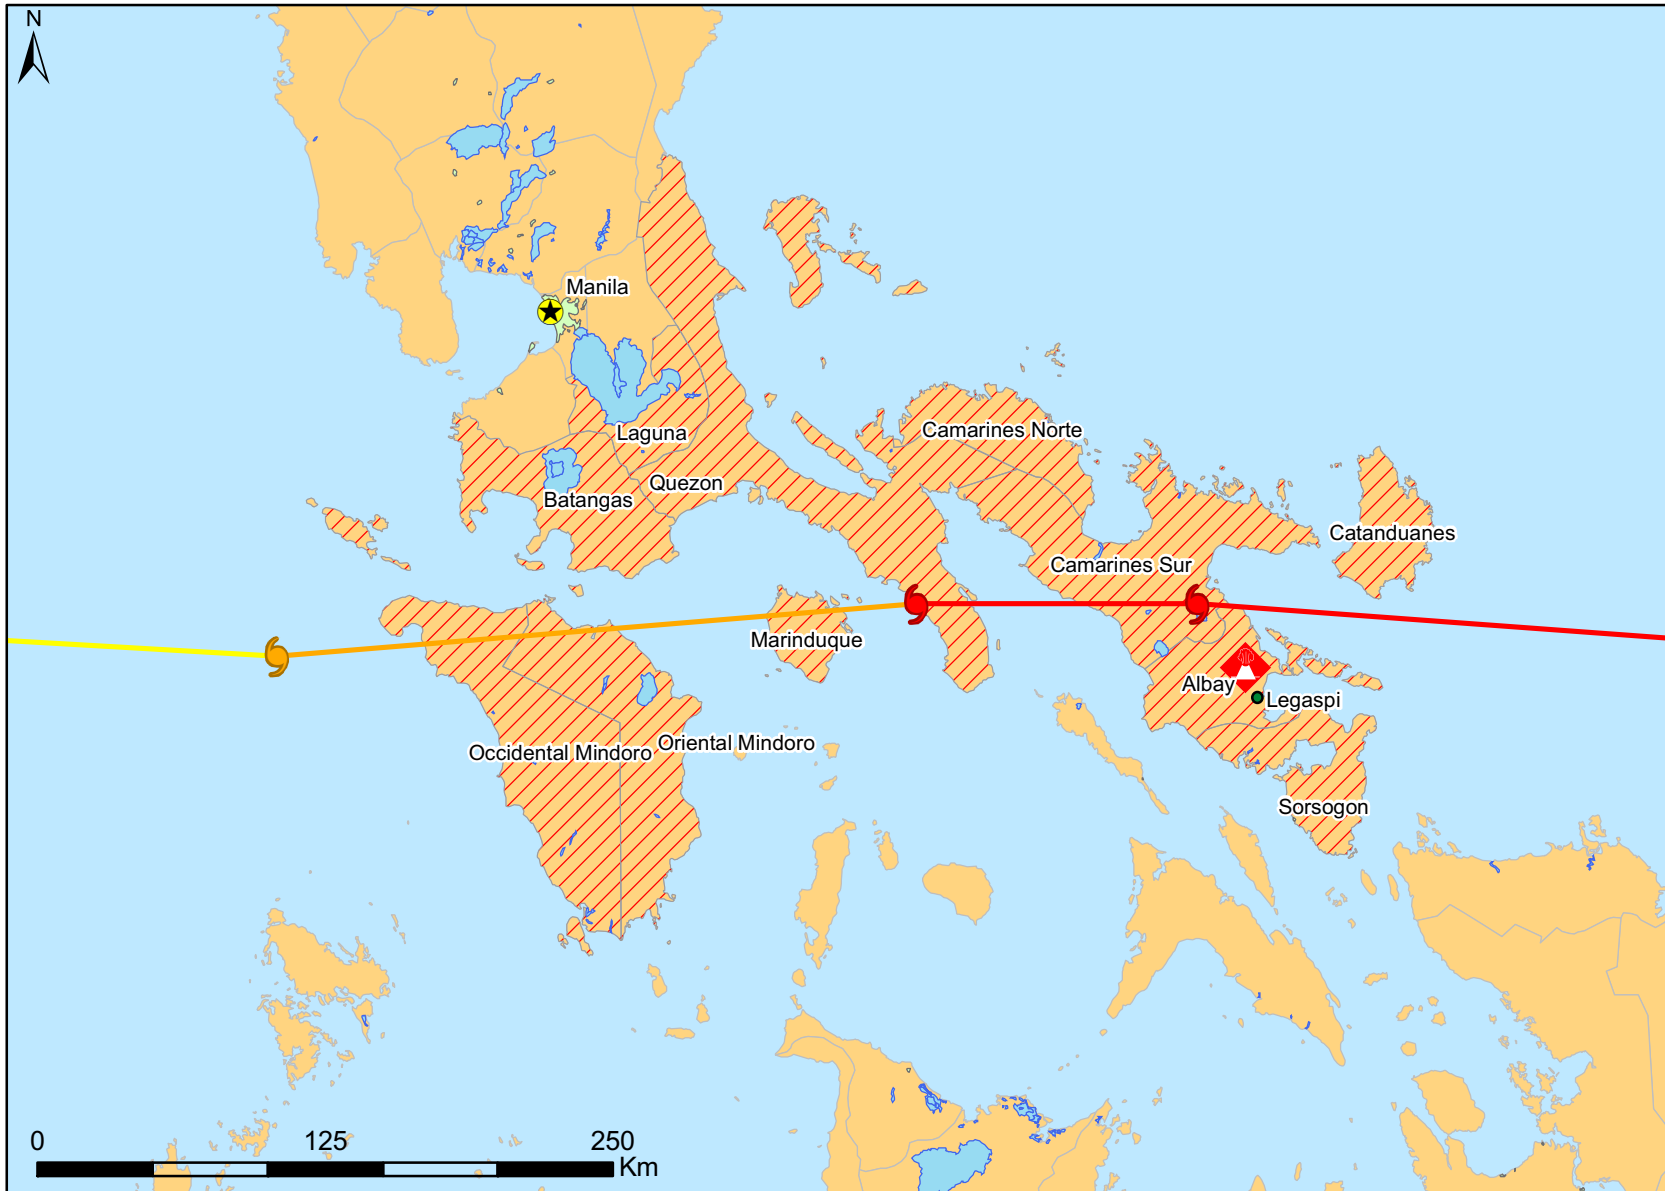 N
Manila
Camarines Norte
Laguna
Quezon
Batangas
Catanduanes
Camarines Sur
Marinduque
Albay
Legaspi
Oriental Mindoro
Occidental Mindoro
Sorsogon
0 125 250
Km